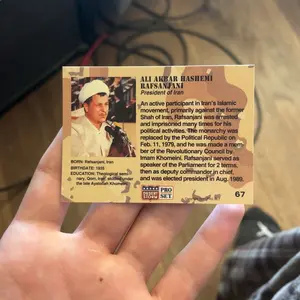 ALI AKBAR HASHEMI
RAFSANJANI
President of Iran
An active participant in Iran's Islamic
movement, primarily against the former
Shah of Iran, Rafsanjani was arrested
and imprisoned many times for his
political activities. The monarchy was
replaced by the Political Republic on
Feb. 11, 1979, and he was made a mem-
ber of the Revolutionary Council by
Imam Khomeini. Rafsanjani served as
speaker of the Parliament for 2 terms,
then as deputy commander in chief,
and was elected president in Aug. 1989.
BORN: Rafsanjani, Iran
BIRTHDATE: 1935
EDUCATION: Theological semi-
nary, Qom, Iran; studied under
the late Ayatollah Khomeini
PRO
SET
67